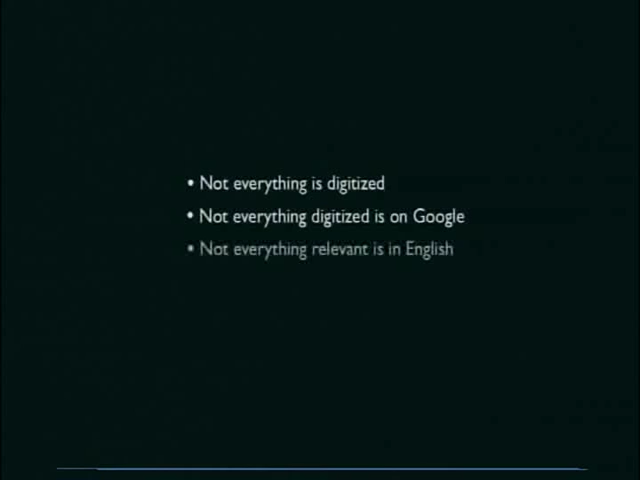 • Not everything is digitized
• Not everything digitized is on Google
• Not everything relevant is in English